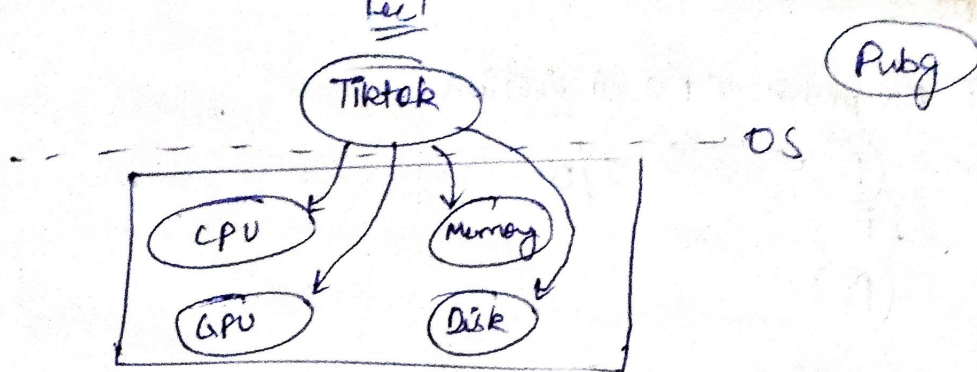 Lec 1
Tiktok
Pubg
OS
CPU
Memory
GPU
Disk